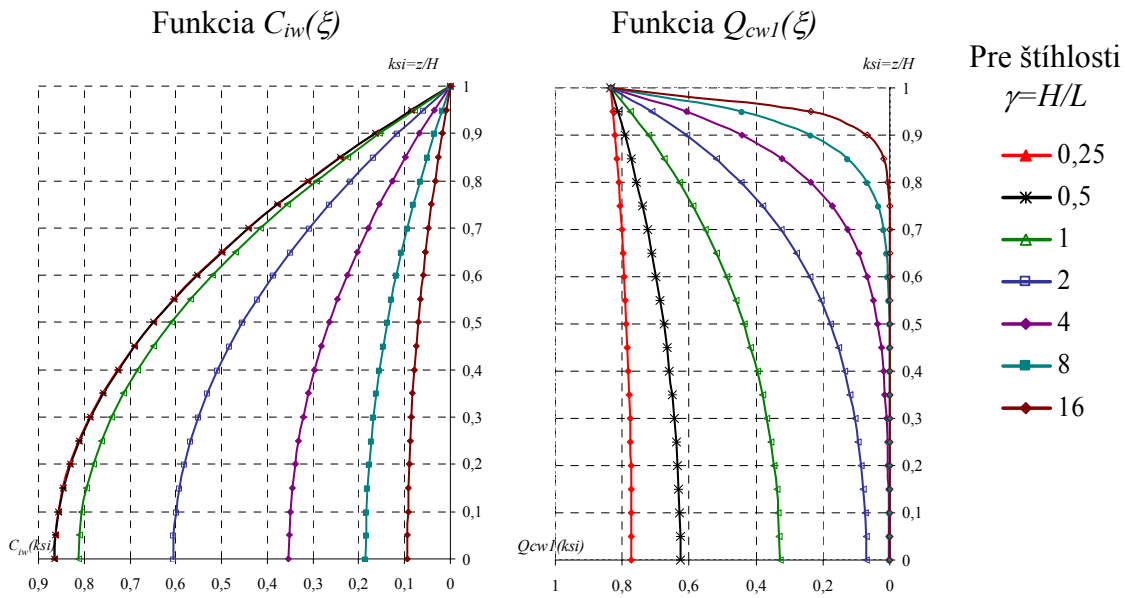 Funkcia C_iw(ξ)
ksi=z/H
1
0,9
0,8
0,7
0,6
0,5
0,4
0,3
0,2
0,1
0
C_iw(ksi)
0,9 0,8 0,7 0,6 0,5 0,4 0,3 0,2 0,1 0
Funkcia Q_cw1(ξ)
ksi=z/H
1
0,9
0,8
0,7
0,6
0,5
0,4
0,3
0,2
0,1
0
Qcw1(ksi)
1 0,8 0,6 0,4 0,2 0
Pre štíhlosti
γ=H/L
0,25
0,5
1
2
4
8
16